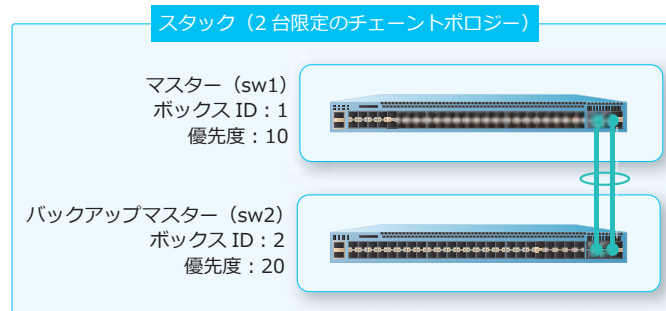 スタック（2 台限定のチェーントポロジー）
マスター（sw1）
ボックス ID：1
優先度：10
バックアップマスター（sw2）
ボックス ID：2
優先度：20